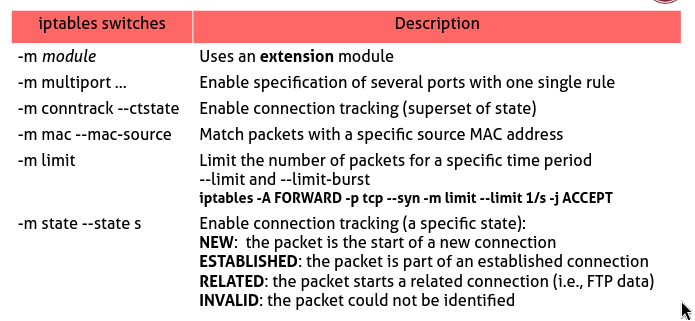 iptables switches Description
-m module Uses an extension module
-m multiport ... Enable specification of several ports with one single rule
-m conntrack --ctstate Enable connection tracking (superset of state)
-m mac --mac-source Match packets with a specific source MAC address
-m limit Limit the number of packets for a specific time period
--limit and --limit-burst
iptables -A FORWARD -p tcp --syn -m limit --limit 1/s -j ACCEPT
-m state --state s Enable connection tracking (a specific state):
NEW: the packet is the start of a new connection
ESTABLISHED: the packet is part of an established connection
RELATED: the packet starts a related connection (i.e., FTP data)
INVALID: the packet could not be identified